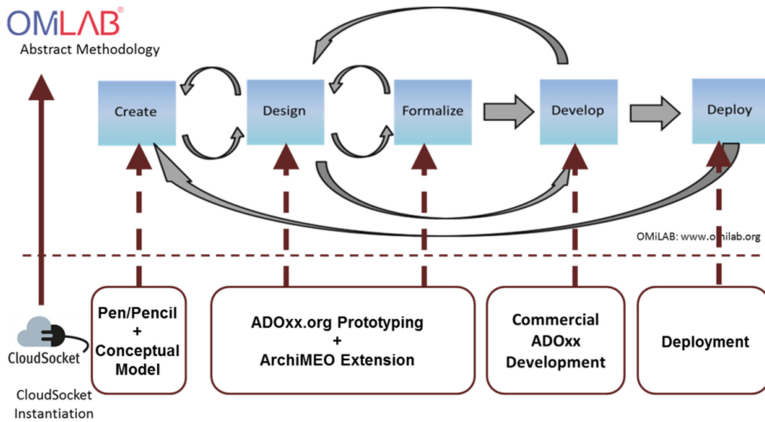 OMiLAB®
Abstract Methodology
Create
Design
Formalize
Develop
Deploy
OMiLAB: www.omilab.org
Pen/Pencil
+
Conceptual
Model
ADOxx.org Prototyping
+
ArchiMEO Extension
Commercial
ADOxx
Development
Deployment
CloudSocket
CloudSocket
Instantiation